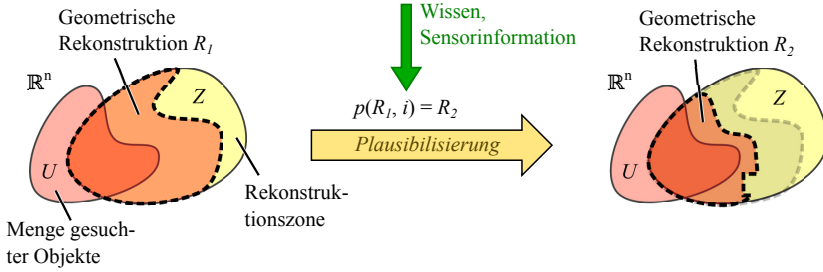 Geometrische
Rekonstruktion R₁
ℝⁿ
Z
U
Rekonstruk-
tionszone
Menge gesuch-
ter Objekte
Wissen,
Sensorinformation
p(R₁, i) = R₂
Plausibilisierung
Geometrische
Rekonstruktion R₂
ℝⁿ
Z
U